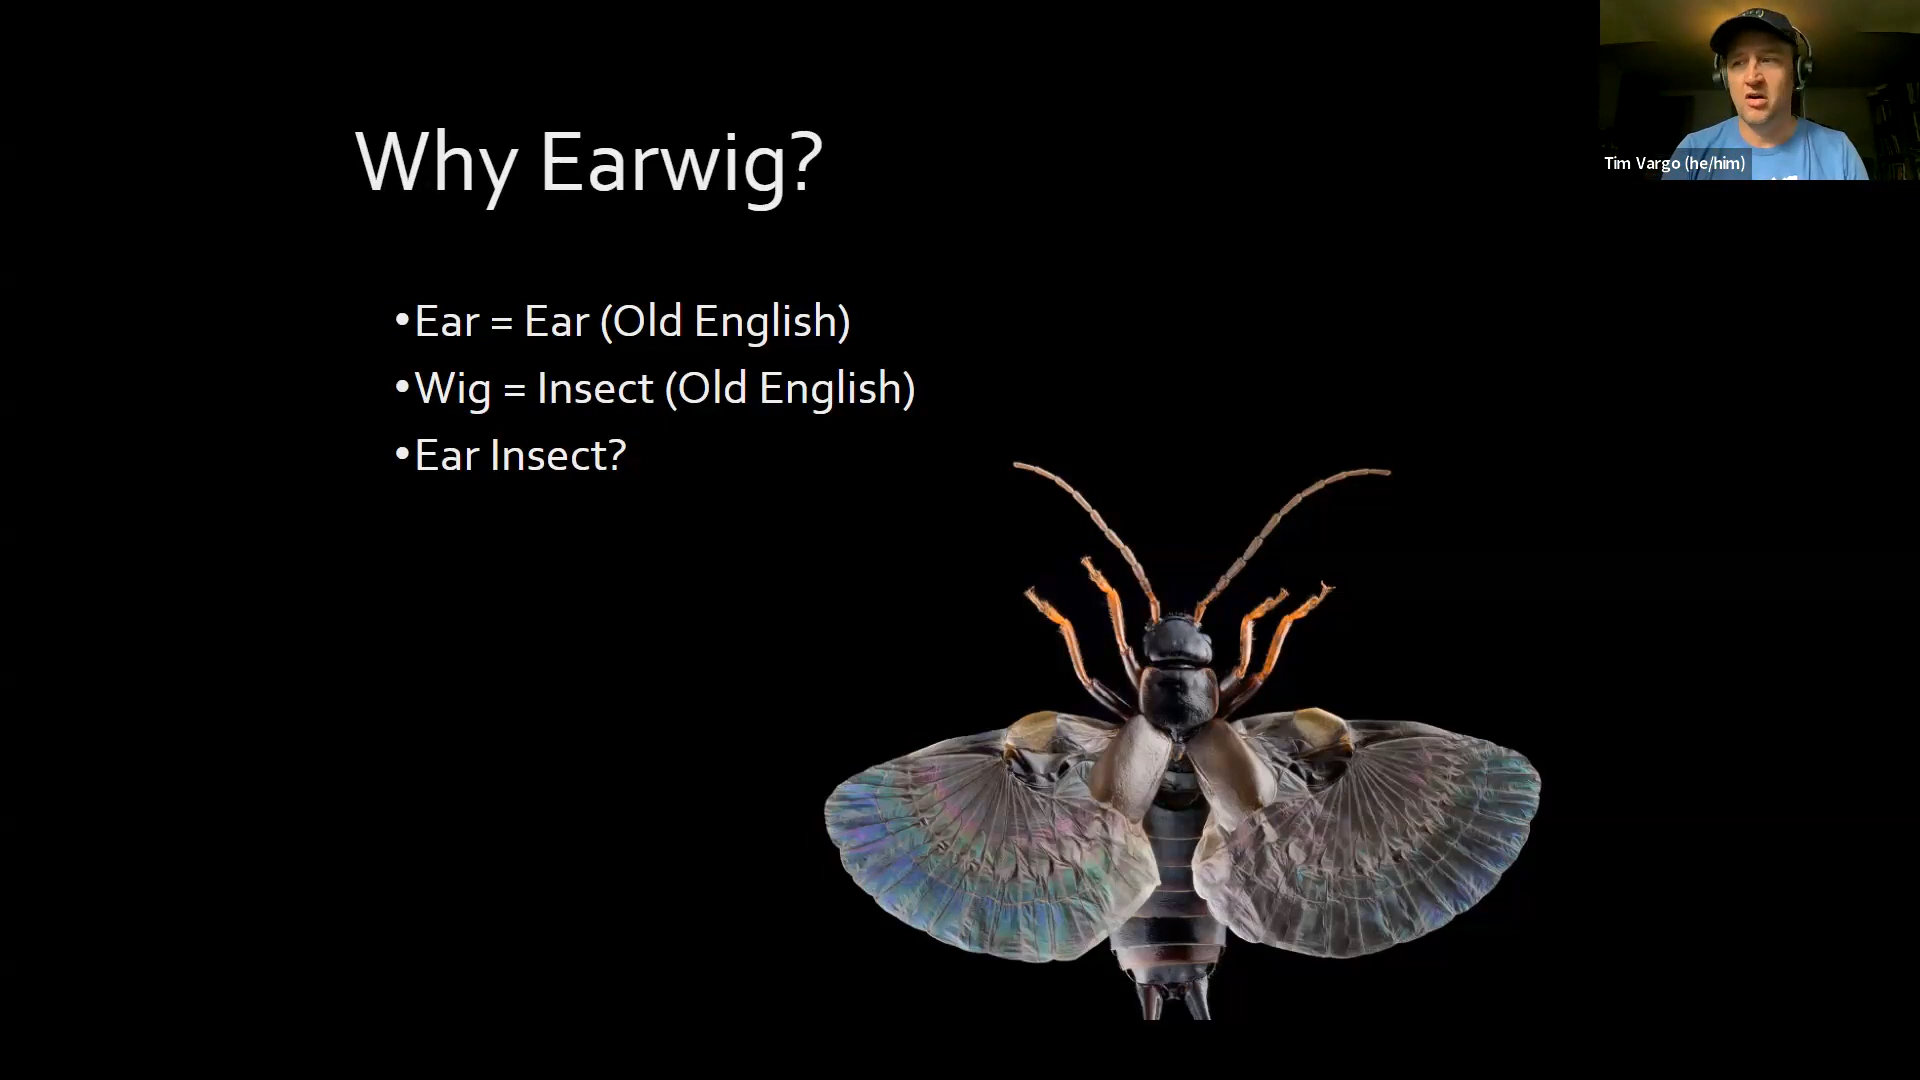 Why Earwig?
•Ear = Ear (Old English)
•Wig = Insect (Old English)
•Ear Insect?
Tim Vargo (he/him)